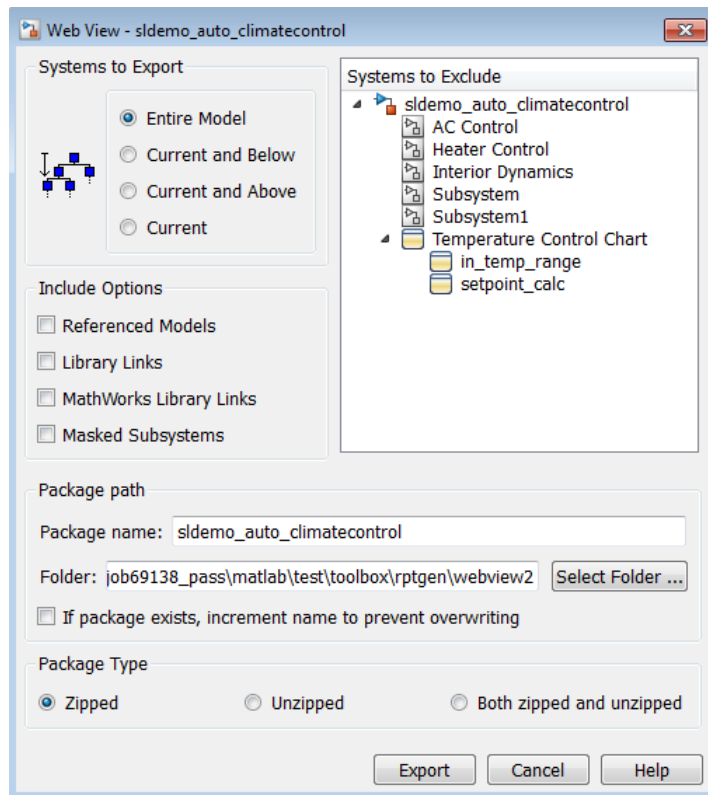 Web View - sldemo_auto_climatecontrol
Systems to Export
Entire Model
Current and Below
Current and Above
Current
Systems to Exclude
sldemo_auto_climatecontrol
AC Control
Heater Control
Interior Dynamics
Subsystem
Subsystem1
Temperature Control Chart
in_temp_range
setpoint_calc
Include Options
Referenced Models
Library Links
MathWorks Library Links
Masked Subsystems
Package path
Package name: sldemo_auto_climatecontrol
Folder: job69138_pass\matlab\test\toolbox\rptgen\webview2 Select Folder ...
If package exists, increment name to prevent overwriting
Package Type
Zipped Unzipped Both zipped and unzipped
Export Cancel Help